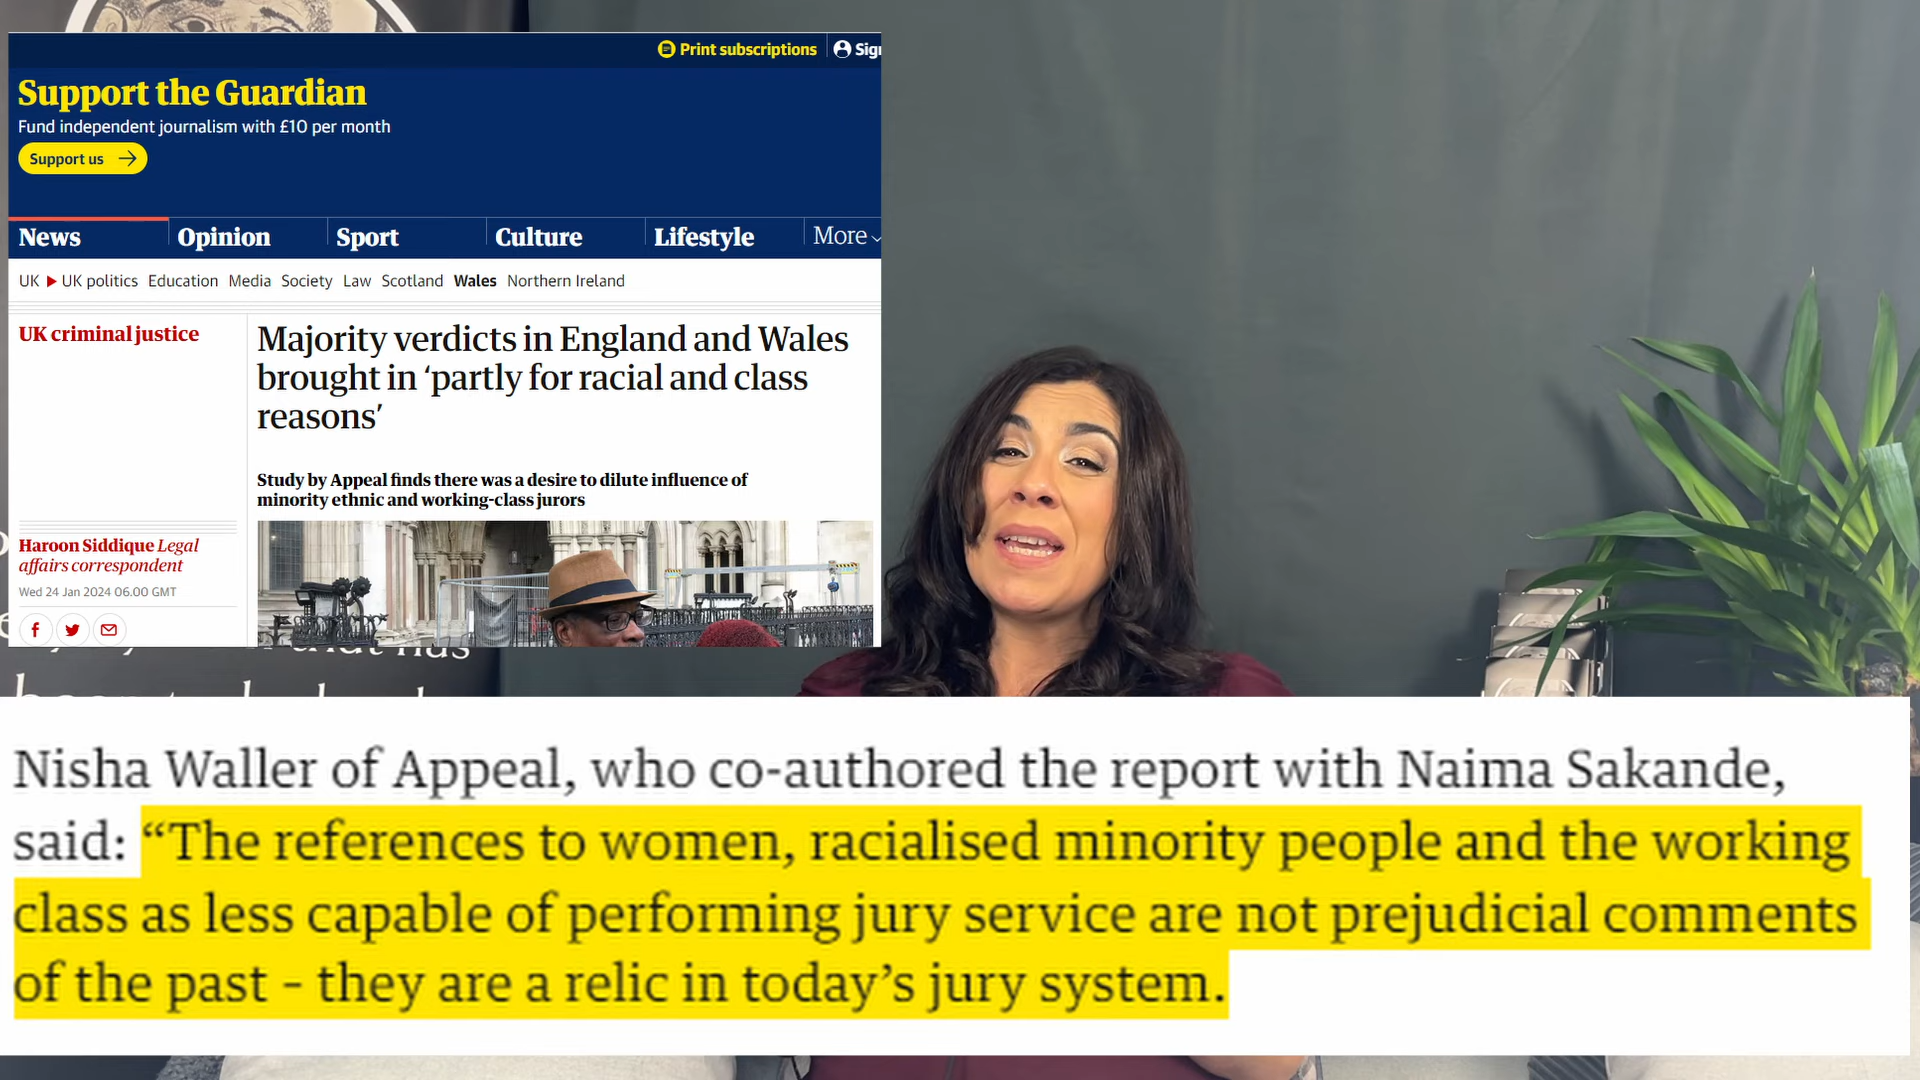 Print subscriptions
Support the Guardian
Fund independent journalism with £10 per month
Support us
News Opinion Sport Culture Lifestyle More
UK UK politics Education Media Society Law Scotland Wales Northern Ireland
UK criminal justice
Majority verdicts in England and Wales
brought in ‘partly for racial and class
reasons’
Study by Appeal finds there was a desire to dilute influence of
minority ethnic and working-class jurors
Haroon Siddique Legal
affairs correspondent
Wed 24 Jan 2024 06.00 GMT
that has
Nisha Waller of Appeal, who co-authored the report with Naima Sakande,
said: “The references to women, racialised minority people and the working
class as less capable of performing jury service are not prejudicial comments
of the past – they are a relic in today’s jury system.